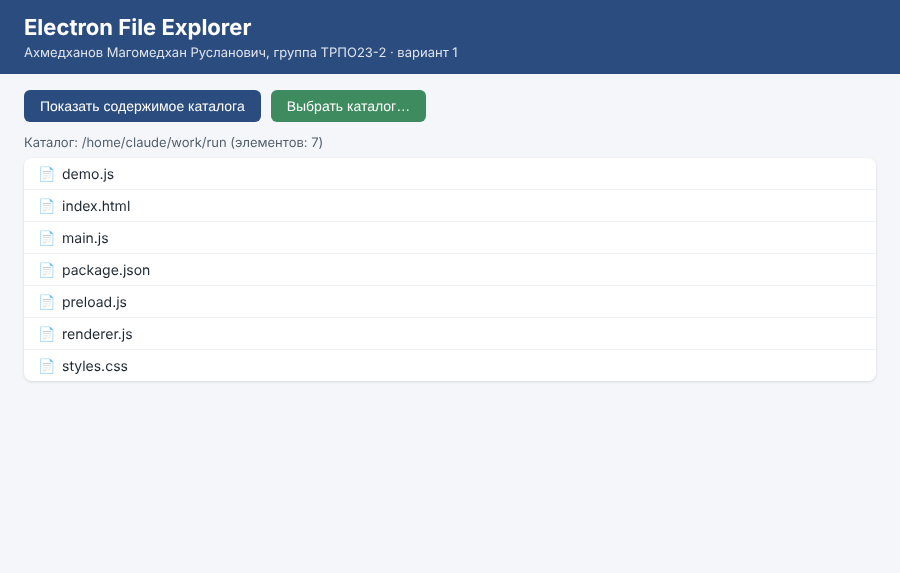 Electron File Explorer
Ахмедханов Магомедхан Русланович, группа ТРПО23-2 · вариант 1
Показать содержимое каталога
Выбрать каталог…
Каталог: /home/claude/work/run (элементов: 7)
demo.js
index.html
main.js
package.json
preload.js
renderer.js
styles.css